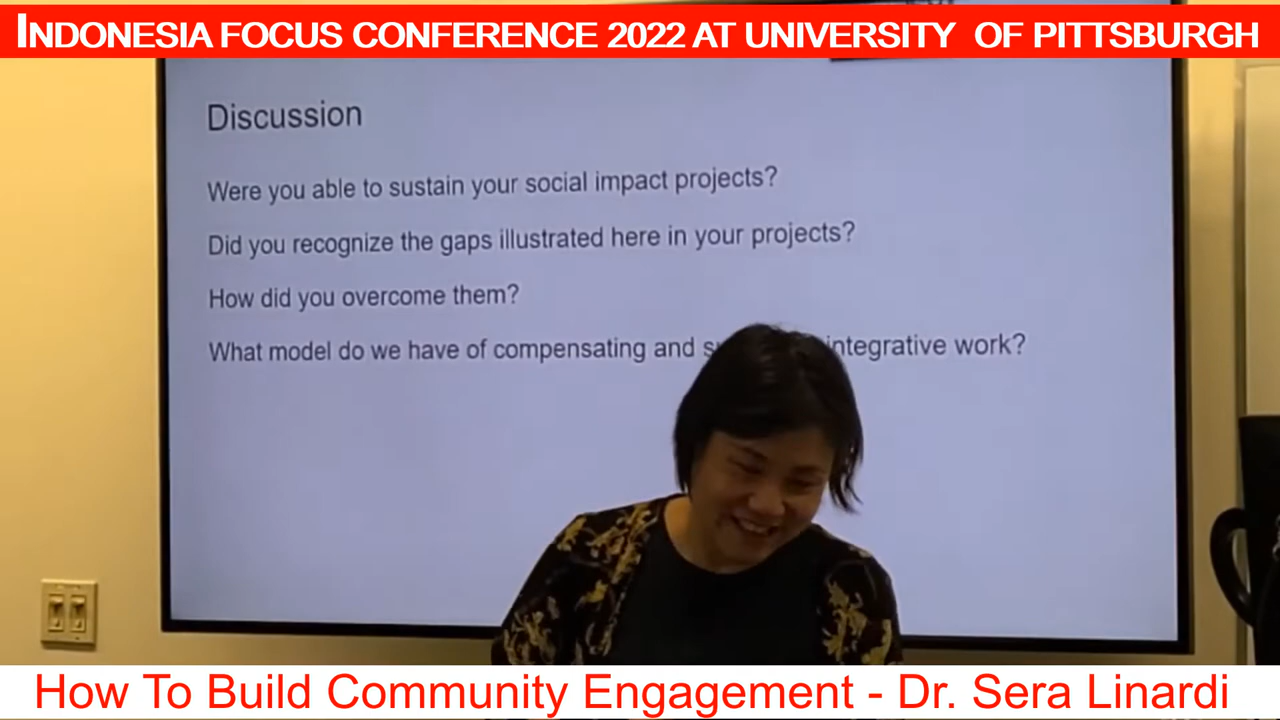 INDONESIA FOCUS CONFERENCE 2022 AT UNIVERSITY OF PITTSBURGH
Discussion
Were you able to sustain your social impact projects?
Did you recognize the gaps illustrated here in your projects?
How did you overcome them?
What model do we have of compensating and integrative work?
How To Build Community Engagement - Dr. Sera Linardi